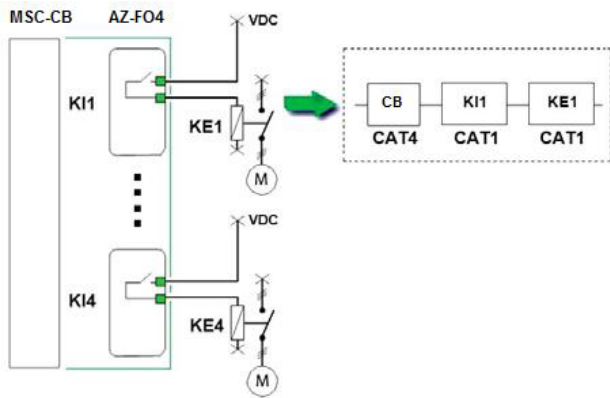 MSC-CB AZ-FO4
VDC
KI1
KE1
M
CB KI1 KE1
CAT4 CAT1 CAT1
VDC
KI4
KE4
M